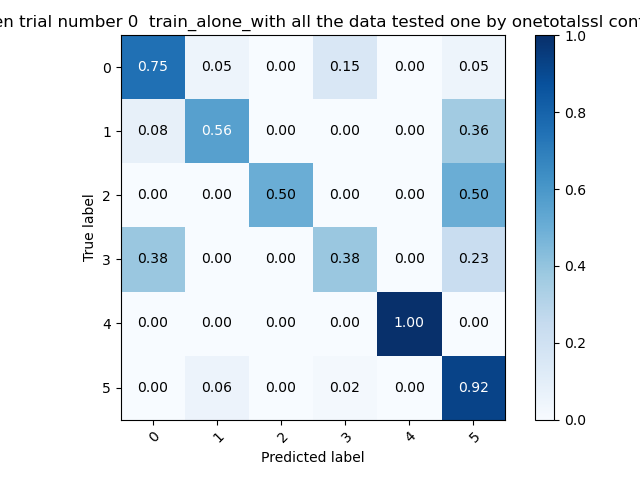 en trial number 0 train_alone_with all the data tested one by onetotalssl con
0 0.75 0.05 0.00 0.15 0.00 0.05
1 0.08 0.56 0.00 0.00 0.00 0.36
2 0.00 0.00 0.50 0.00 0.00 0.50
3 0.38 0.00 0.00 0.38 0.00 0.23
4 0.00 0.00 0.00 0.00 1.00 0.00
5 0.00 0.06 0.00 0.02 0.00 0.92
0 1 2 3 4 5
True label
Predicted label
1.0
0.8
0.6
0.4
0.2
0.0